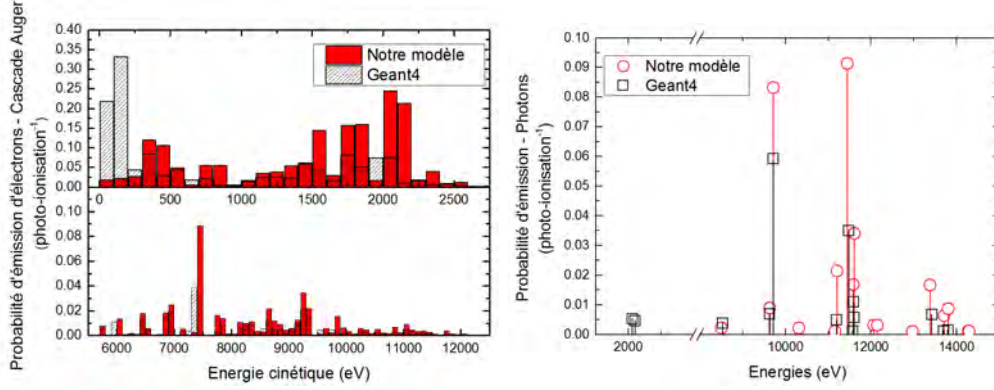 Probabilité d'émission d'électrons - Cascade Auger
(photo-ionisation⁻¹)
0.40
0.35
0.30
0.25
0.20
0.15
0.10
0.05
0.00
Notre modèle
Geant4
0 500 1000 1500 2000 2500
0.10
0.08
0.06
0.04
0.02
0.00
6000 7000 8000 9000 10000 11000 12000
Energie cinétique (eV)
Probabilité d'émission - Photons
(photo-ionisation⁻¹)
0.10
0.09
0.08
0.07
0.06
0.05
0.04
0.03
0.02
0.01
0.00
Notre modèle
Geant4
2000 10000 12000 14000
Energies (eV)